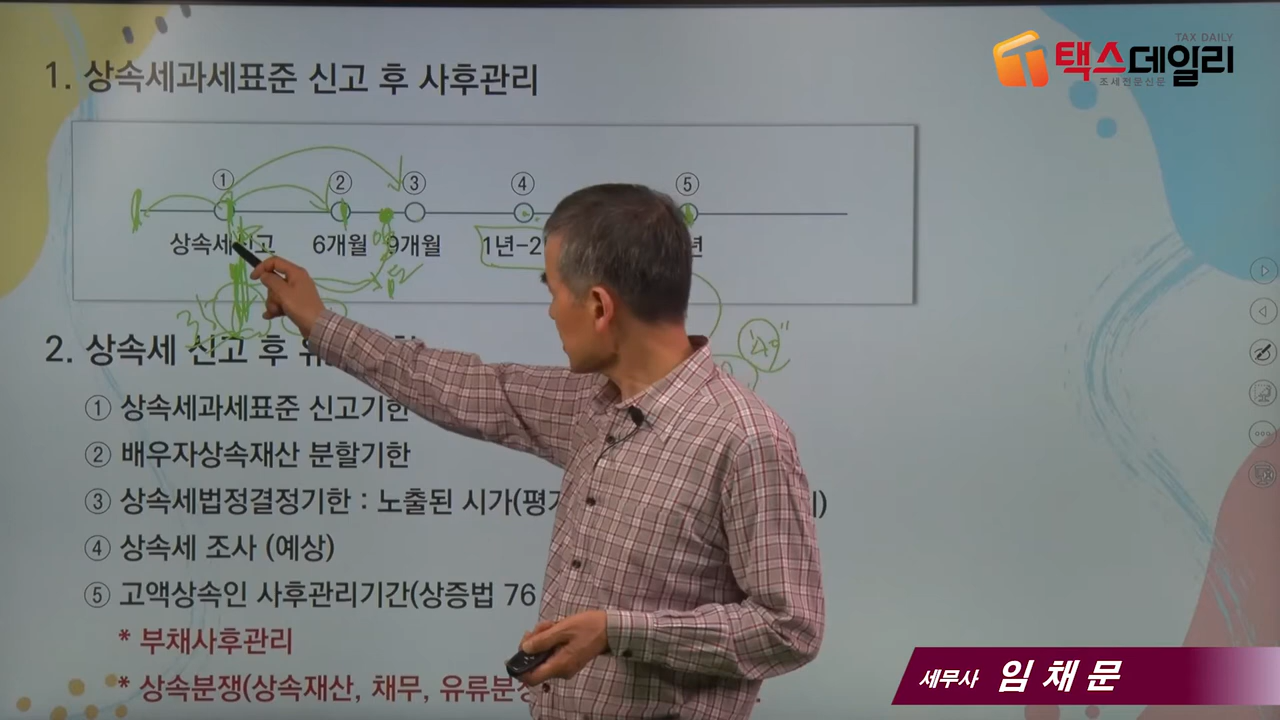 TAX DAILY
택스데일리
조세전문신문
1. 상속세과세표준 신고 후 사후관리
① ② ③ ④ ⑤
상속세신고 6개월 9개월 1년-2 년
2. 상속세 신고 후
① 상속세과세표준 신고기한
② 배우자상속재산 분할기한
③ 상속세법정결정기한 : 노출된 시가(평가
④ 상속세 조사 (예상)
⑤ 고액상속인 사후관리기간(상증법 76
* 부채사후관리
* 상속분쟁(상속재산, 채무, 유류분
세무사 임채문